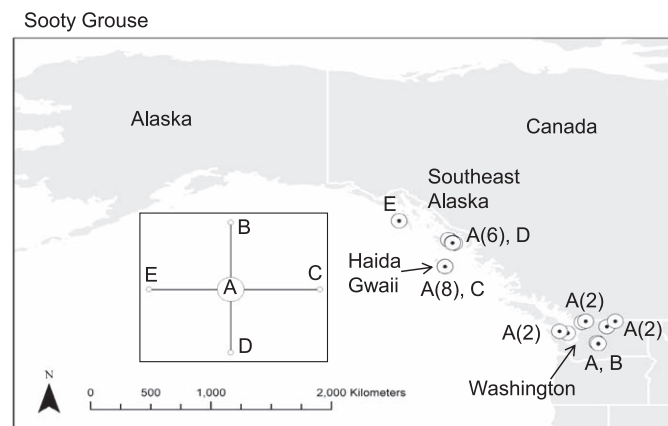 Sooty Grouse
Alaska
Canada
Southeast
Alaska
E
A(6), D
Haida
Gwaii
A(8), C
B
E
A
C
D
A(2)
A(2)
A(2)
A, B
Washington
N
0 500 1,000 2,000 Kilometers